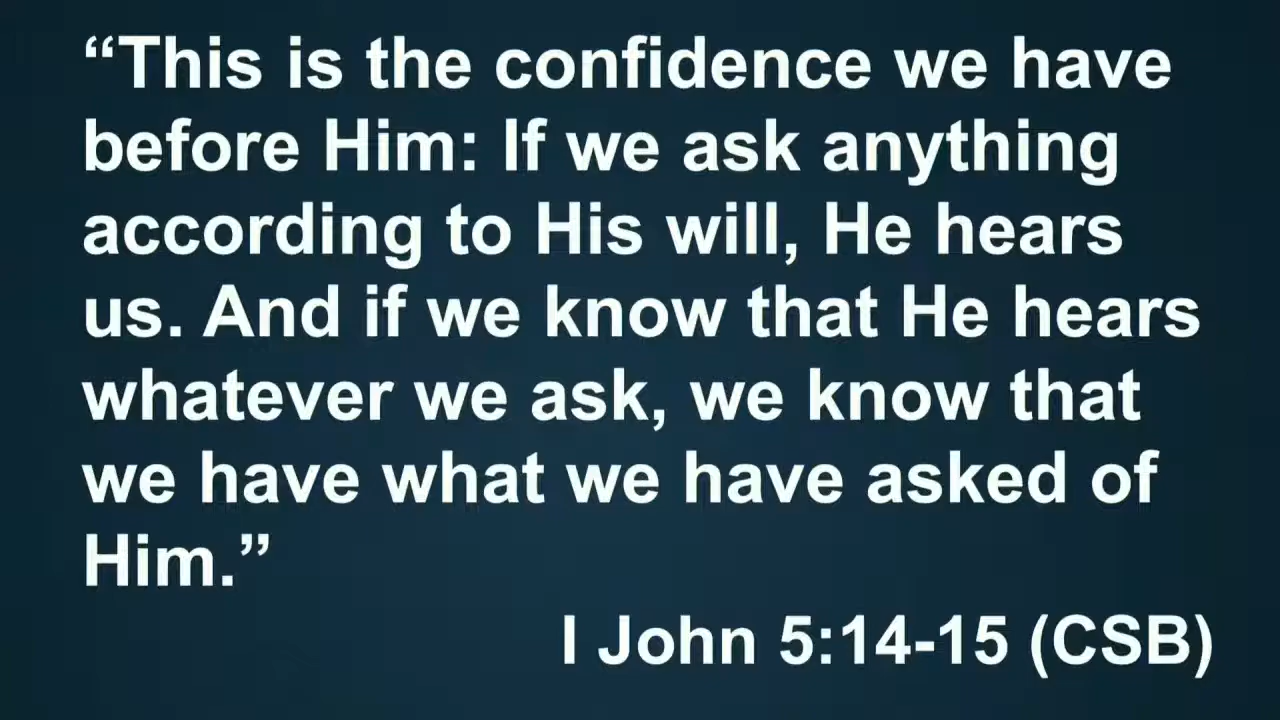 “This is the confidence we have
before Him: If we ask anything
according to His will, He hears
us. And if we know that He hears
whatever we ask, we know that
we have what we have asked of
Him.”
I John 5:14-15 (CSB)